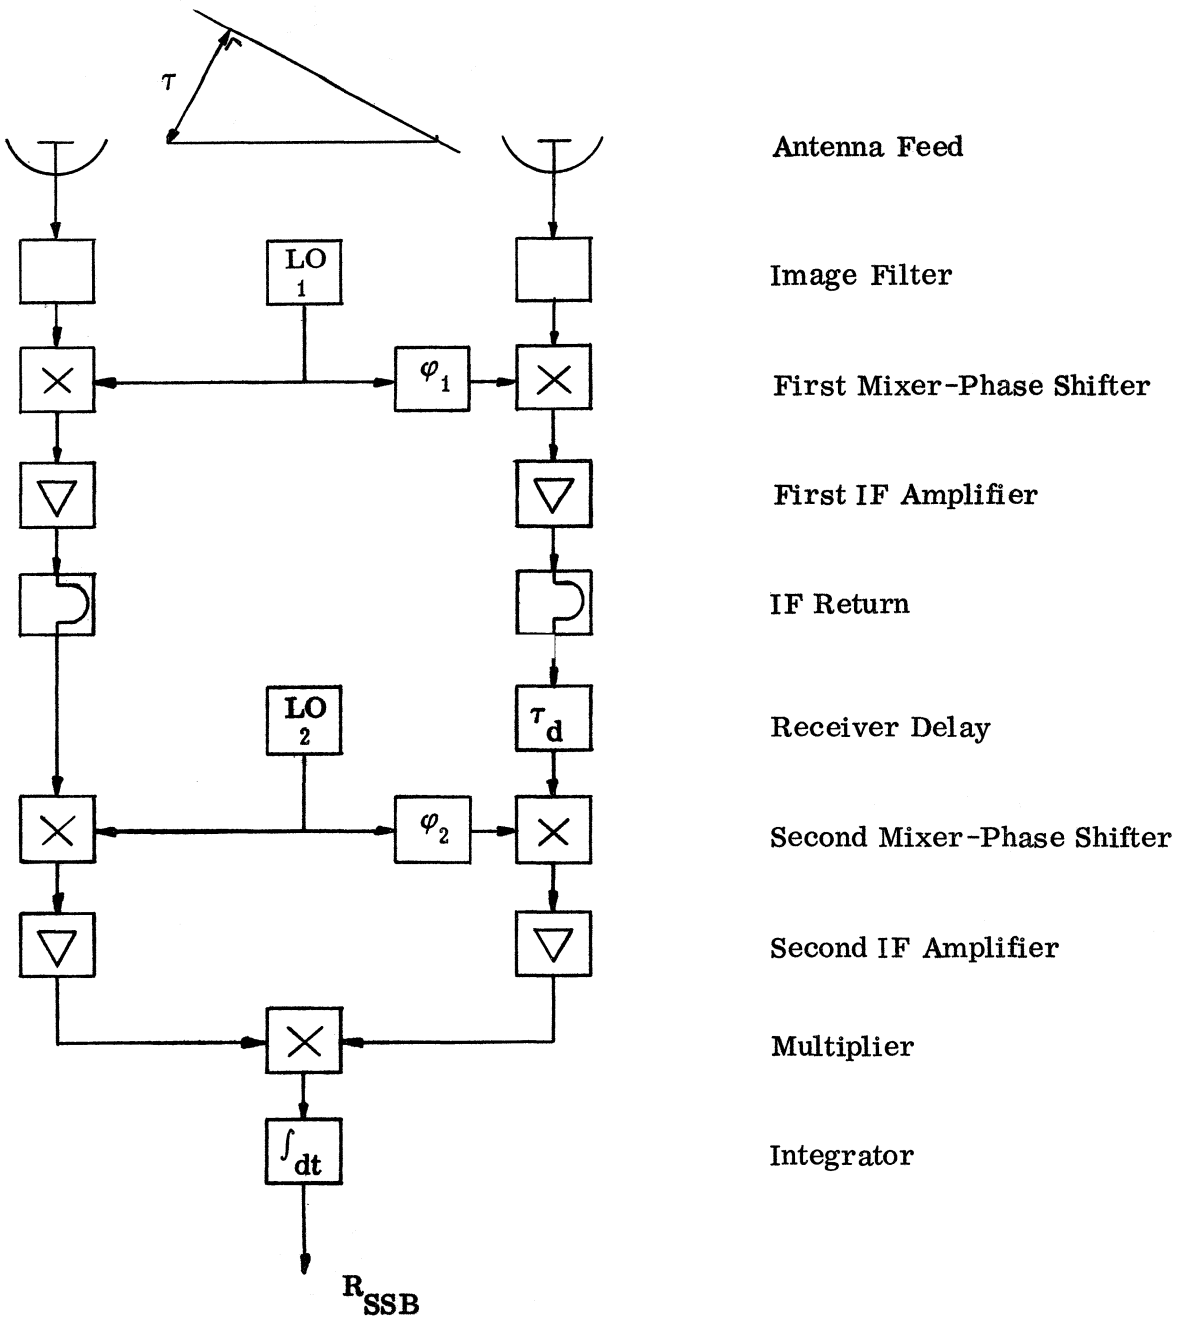 τ
Antenna Feed
LO
1
Image Filter
φ1
First Mixer-Phase Shifter
First IF Amplifier
IF Return
LO
2
τd
Receiver Delay
φ2
Second Mixer-Phase Shifter
Second IF Amplifier
Multiplier
∫dt
Integrator
RSSB